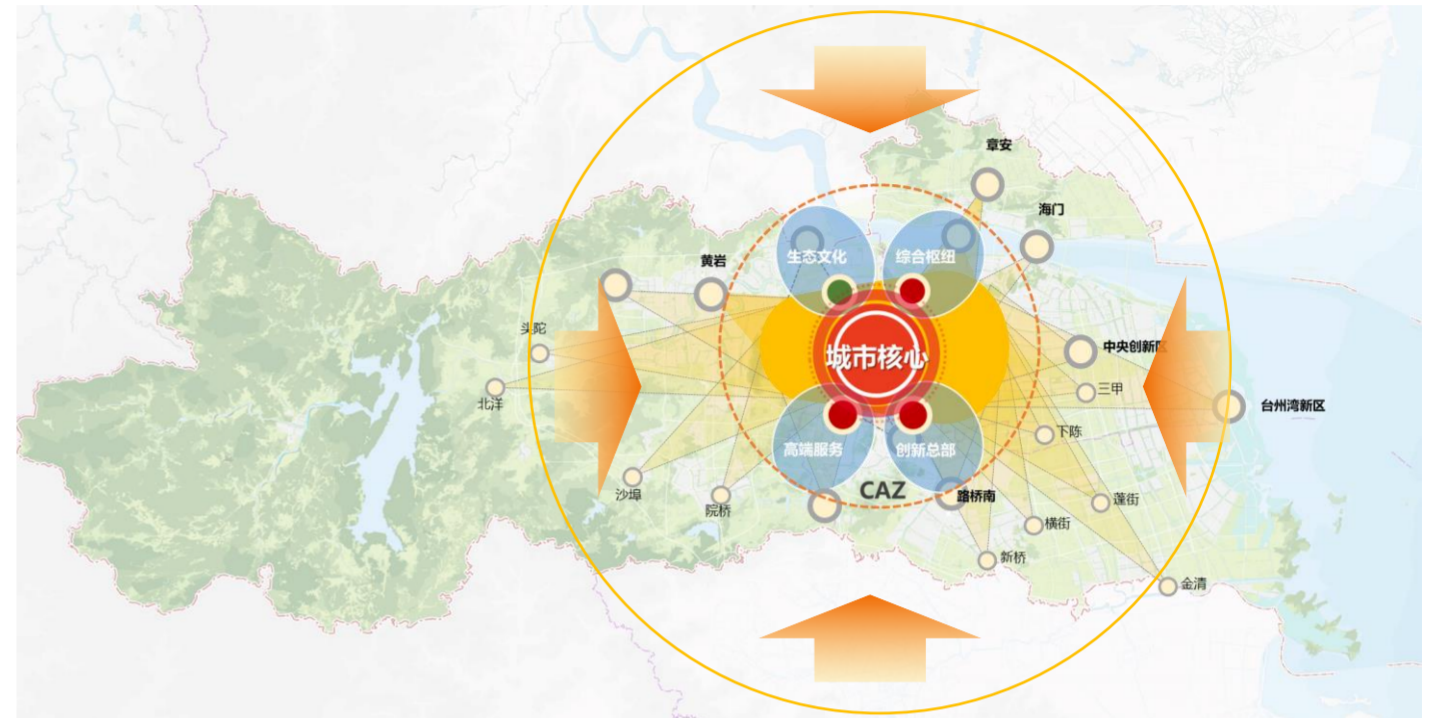 章安
海门
生态文化
综合枢纽
黄岩
头陀
城市核心
中央创新区
三甲
北洋
台州湾新区
下陈
高端服务
创新总部
沙埠
院桥
CAZ
路桥南
蓬街
横街
新桥
金清